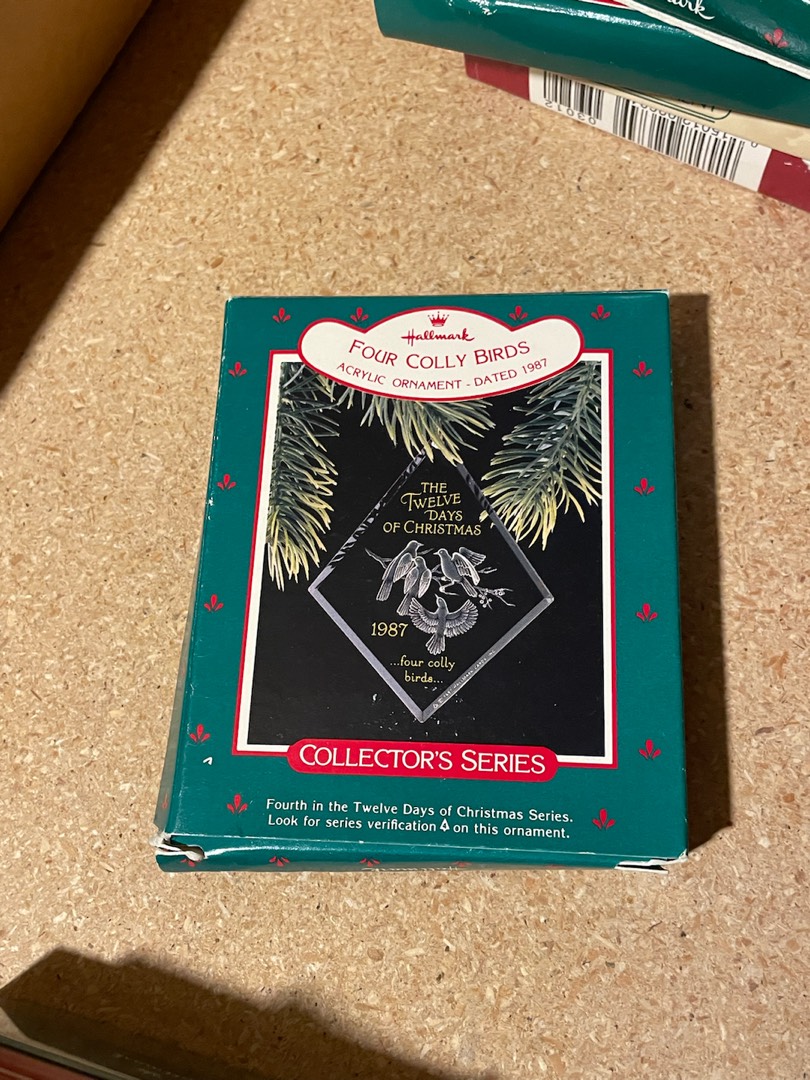 Hallmark
FOUR COLLY BIRDS
ACRYLIC ORNAMENT - DATED 1987
THE
TWELVE
DAYS
OF CHRISTMAS
1987
...four colly
birds...
COLLECTOR'S SERIES
Fourth in the Twelve Days of Christmas Series.
Look for series verification on this ornament.